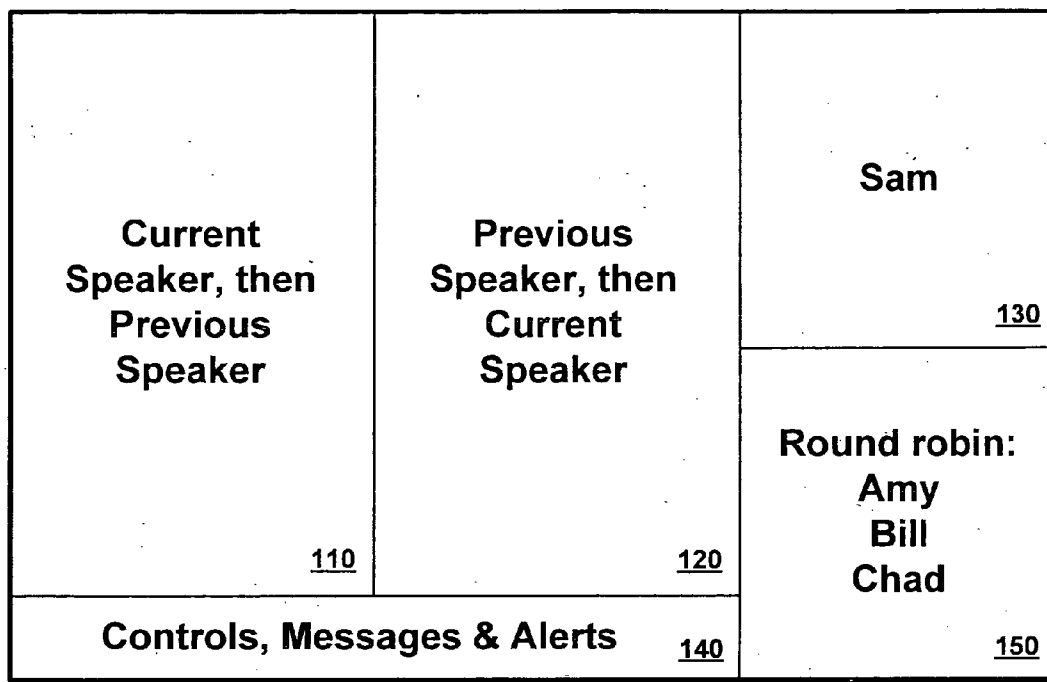 Current
Speaker, then
Previous
Speaker
110
Previous
Speaker, then
Current
Speaker
120
Sam
130
Controls, Messages & Alerts
140
Round robin:
Amy
Bill
Chad
150